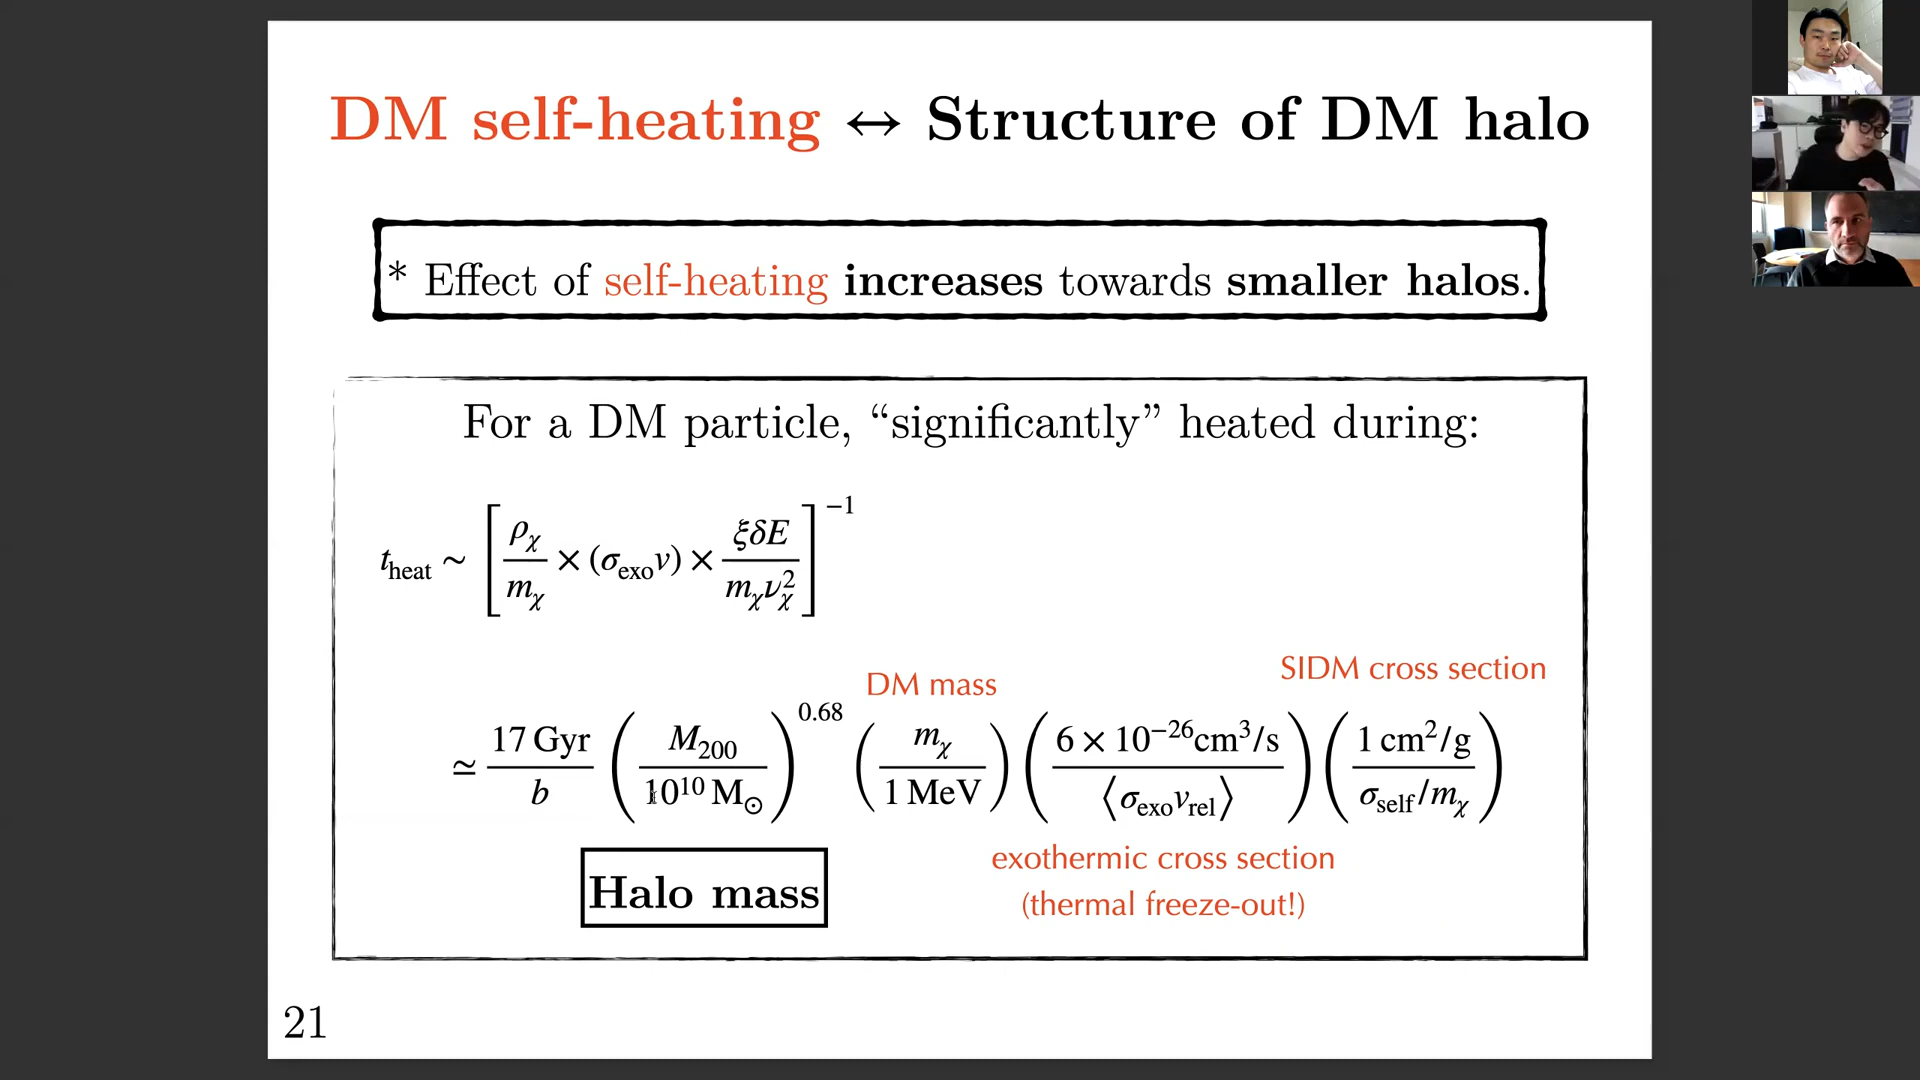 DM self-heating ↔ Structure of DM halo
* Effect of self-heating increases towards smaller halos.
For a DM particle, “significantly” heated during:
t_heat ∼ [ρ_χ/m_χ × (σ_exo v) × ξδE/(m_χ ν_χ^2)]^−1
DM mass
SIDM cross section
≃ 17 Gyr/b (M_200/10^10 M_⊙)^0.68 (m_χ/1 MeV) (6 × 10^−26 cm^3/s / ⟨σ_exo v_rel⟩) (1 cm^2/g / σ_self/m_χ)
Halo mass
exothermic cross section
(thermal freeze-out!)
21